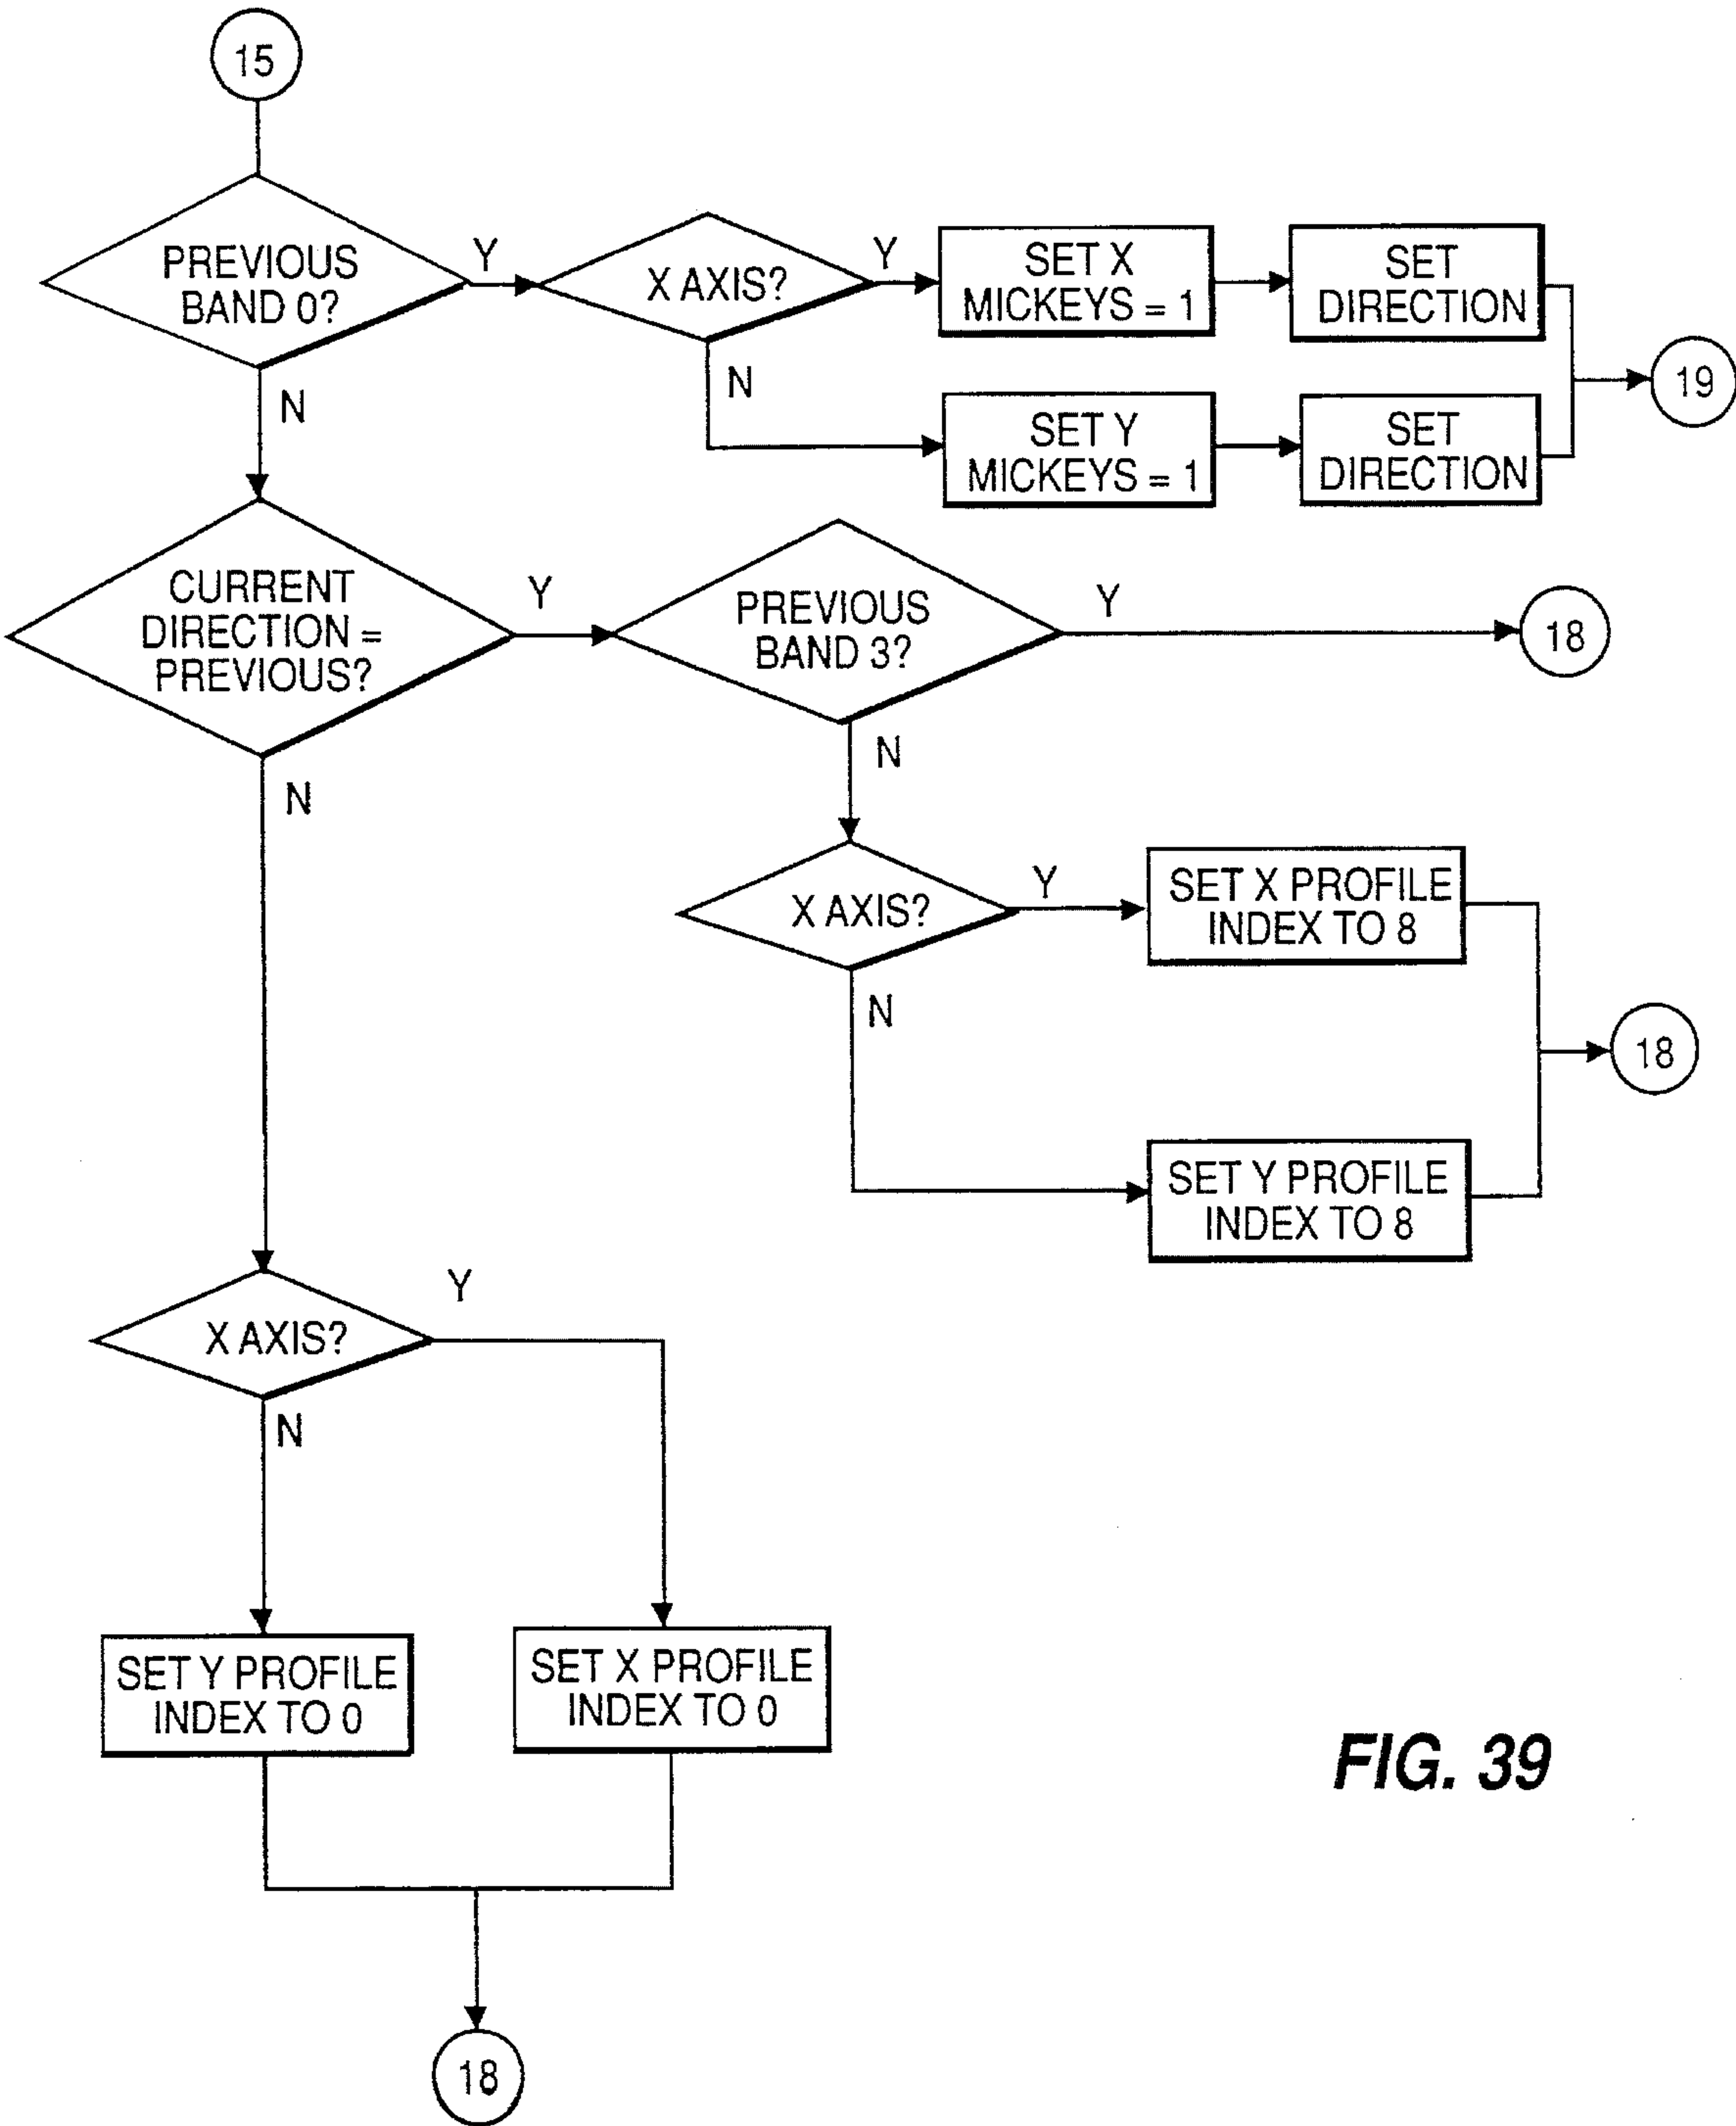 15
PREVIOUS
BAND 0?
Y
X AXIS?
Y
SET X
MICKEYS = 1
SET
DIRECTION
N
N
SET Y
MICKEYS = 1
SET
DIRECTION
19
CURRENT
DIRECTION =
PREVIOUS?
Y
PREVIOUS
BAND 3?
Y
18
N
N
X AXIS?
Y
SET X PROFILE
INDEX TO 8
N
18
SET Y PROFILE
INDEX TO 8
X AXIS?
Y
N
SET Y PROFILE
INDEX TO 0
SET X PROFILE
INDEX TO 0
18
FIG. 39